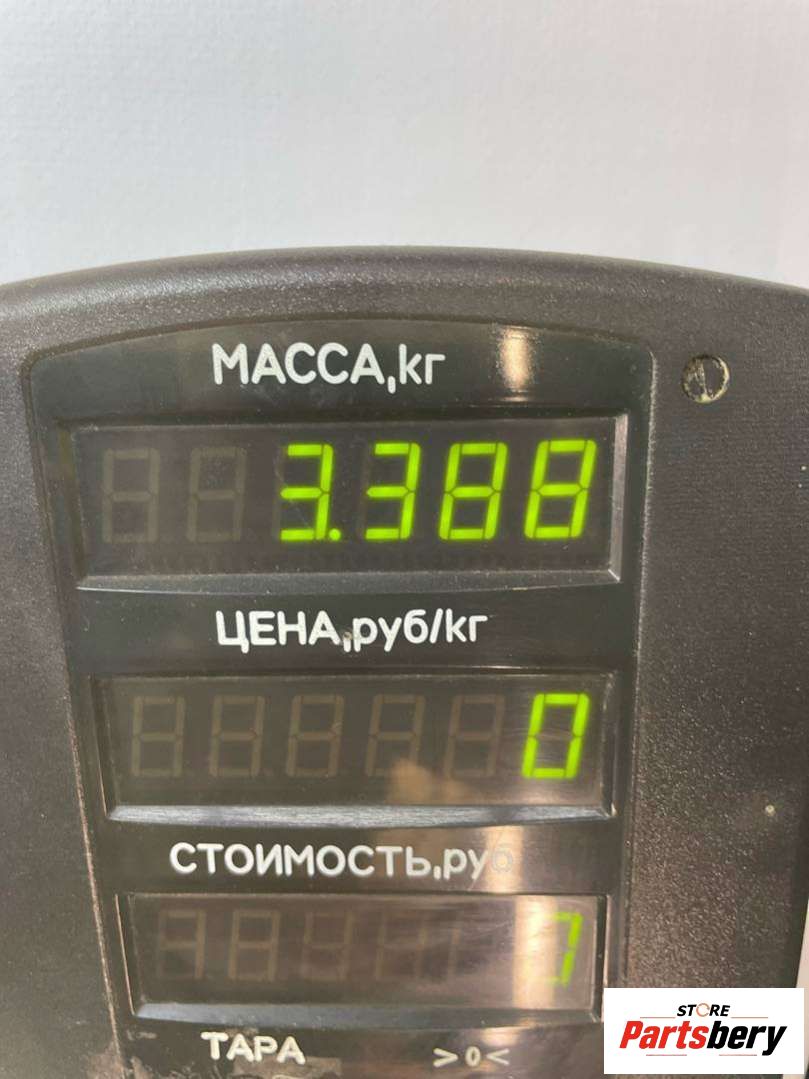 МАССА,кг
3.388
ЦЕНА,руб/кг
0
СТОИМОСТЬ,руб
ТАРА >0<
STORE
Partsbery